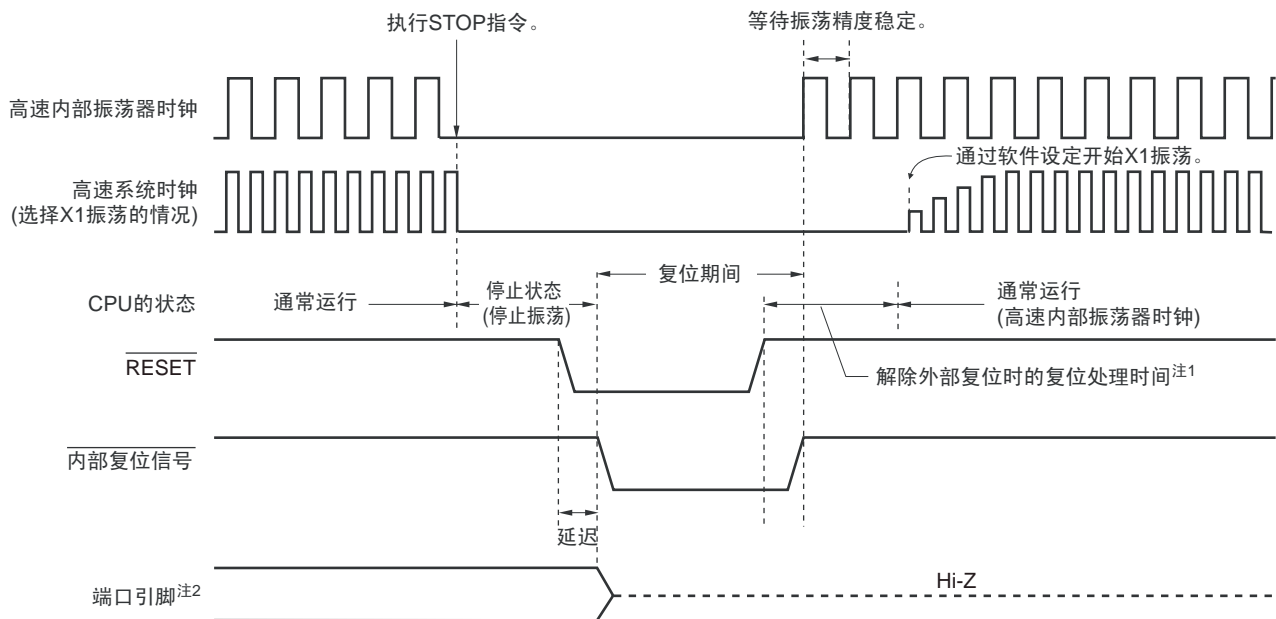 执行STOP指令。
等待振荡精度稳定。
高速内部振荡器时钟
通过软件设定开始X1振荡。
高速系统时钟
(选择X1振荡的情况)
复位期间
CPU的状态
通常运行
停止状态
(停止振荡)
通常运行
(高速内部振荡器时钟)
RESET
解除外部复位时的复位处理时间注1
内部复位信号
延迟
端口引脚注2
Hi-Z